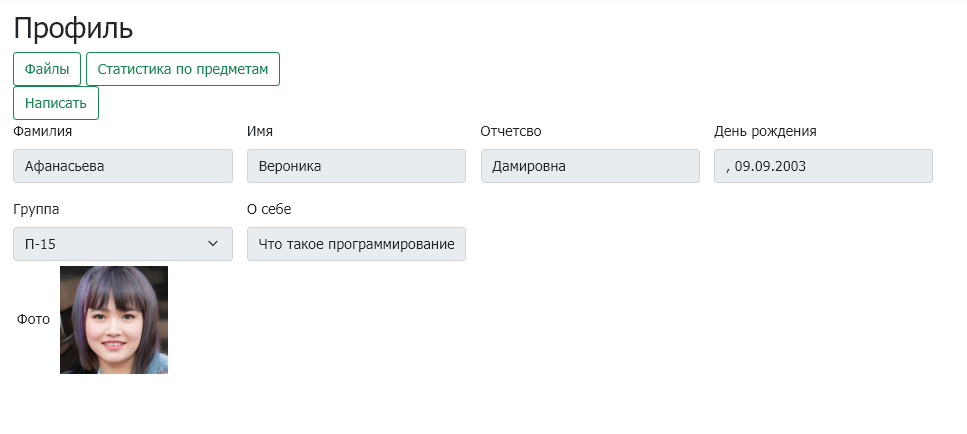 Профиль
Файлы Статистика по предметам
Написать
Фамилия Имя Отчетсво День рождения
Афанасьева Вероника Дамировна , 09.09.2003
Группа О себе
П-15 Что такое программирование
Фото